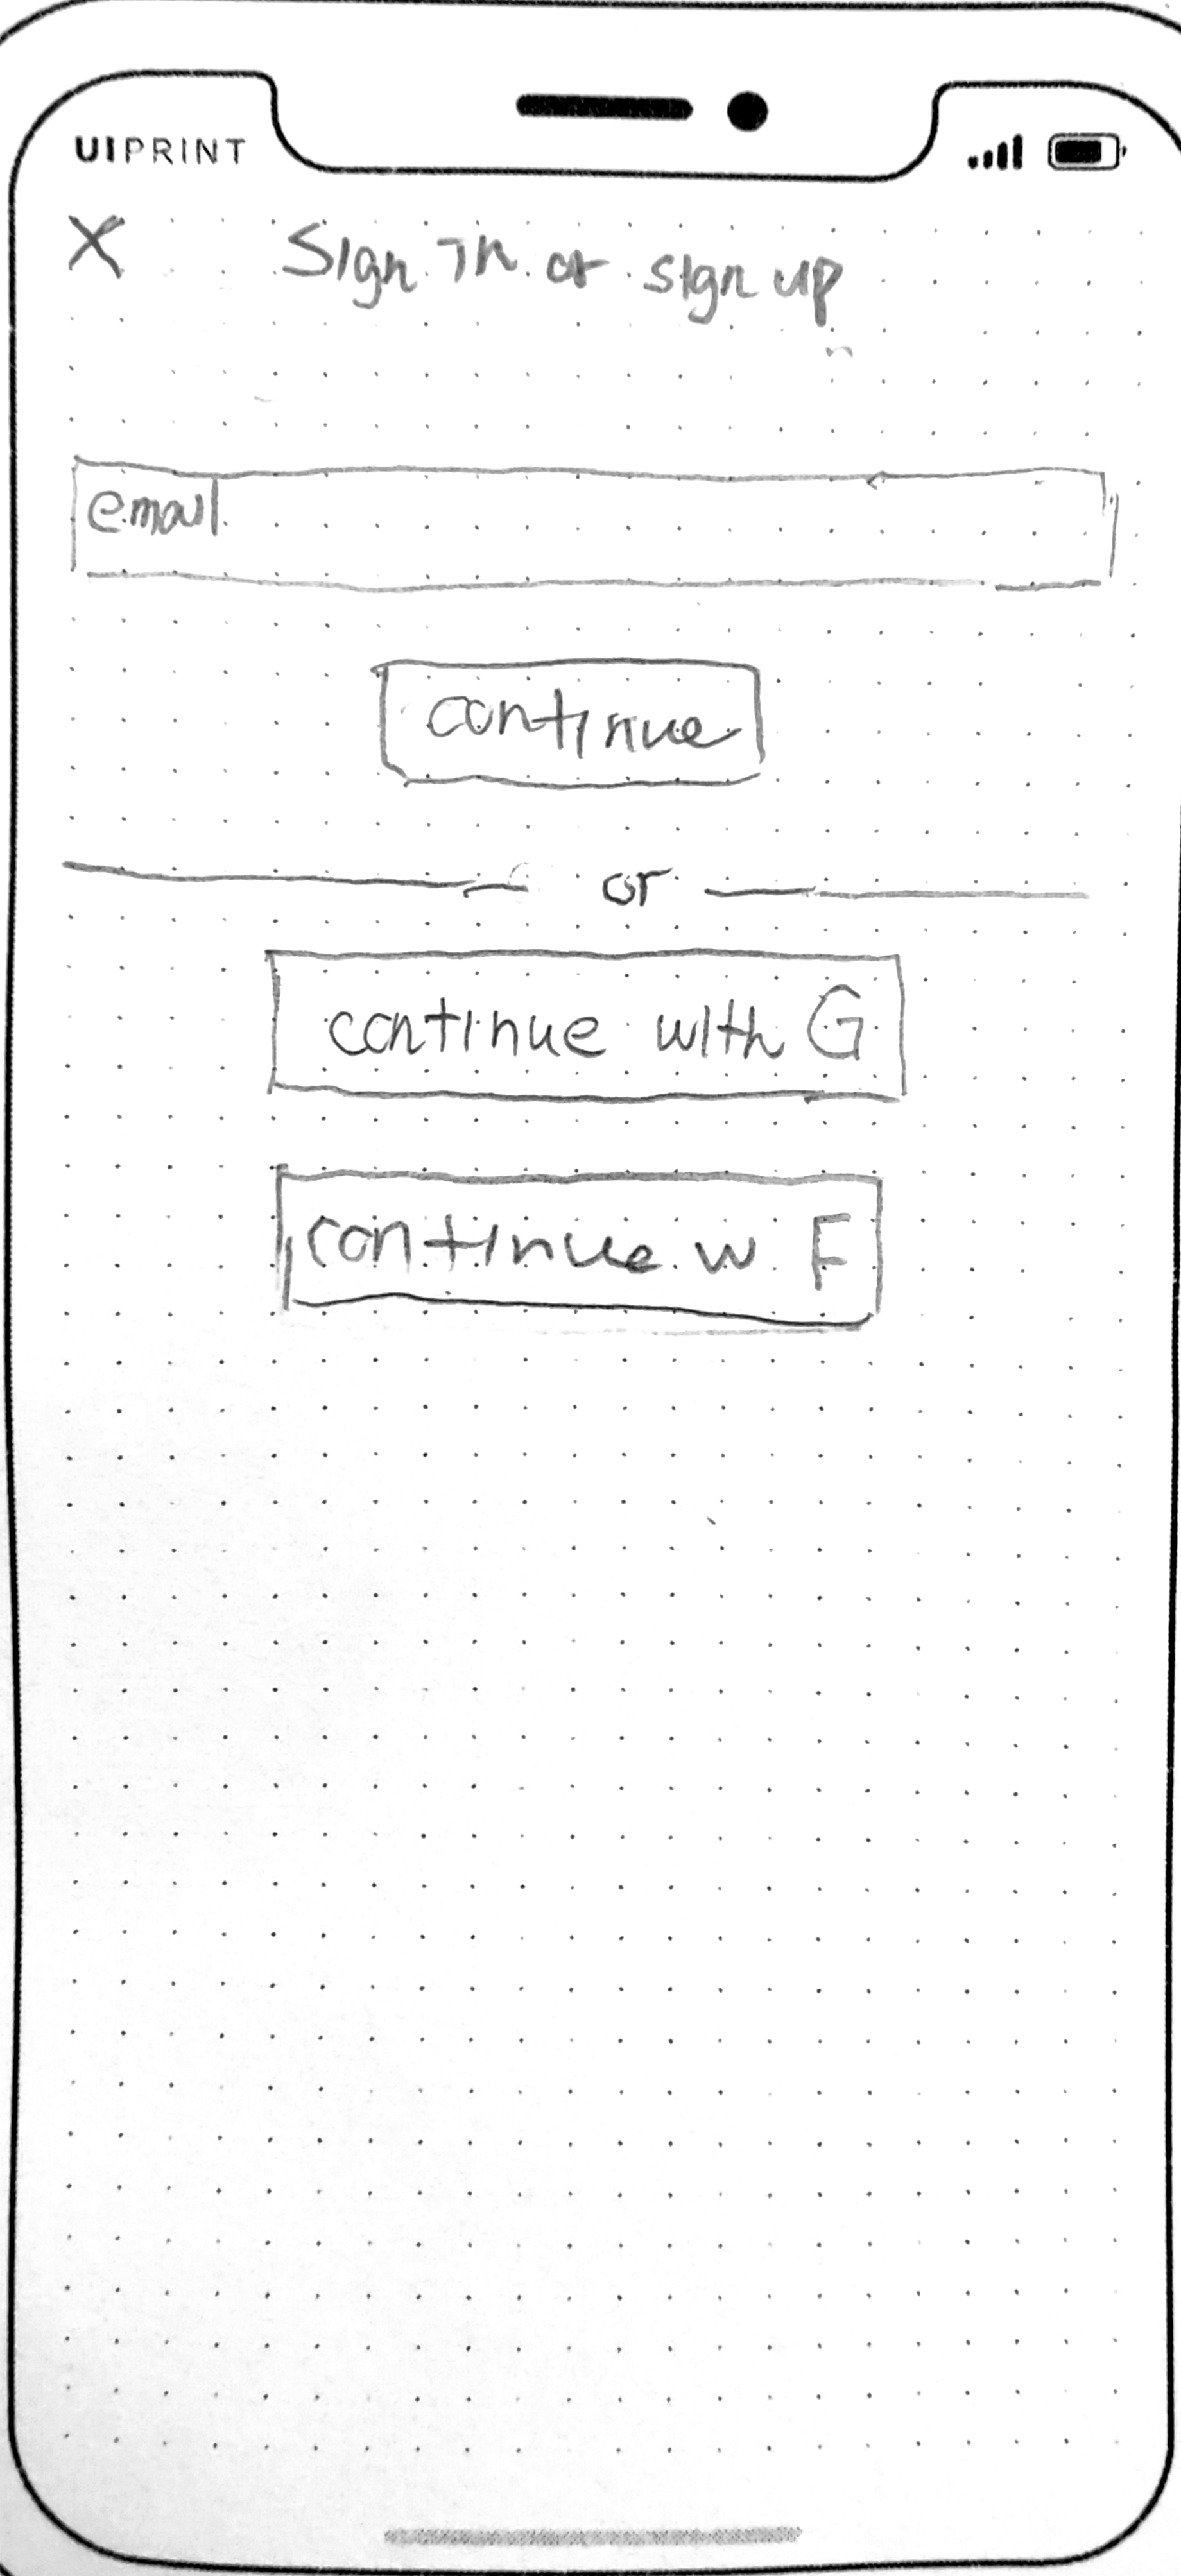 UIPRINT
X Sign in or sign up
email
continue
or
continue with G
continue w F